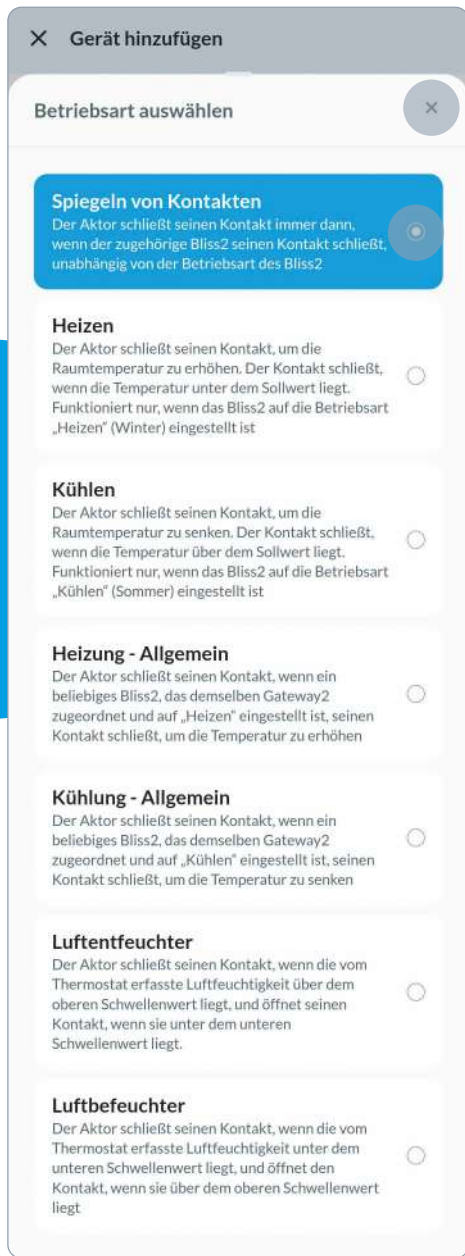 Gerät hinzufügen
Betriebsart auswählen
Spiegeln von Kontakten
Der Aktor schließt seinen Kontakt immer dann,
wenn der zugehörige Bliss2 seinen Kontakt schließt,
unabhängig von der Betriebsart des Bliss2
Heizen
Der Aktor schließt seinen Kontakt, um die
Raumtemperatur zu erhöhen. Der Kontakt schließt,
wenn die Temperatur unter dem Sollwert liegt.
Funktioniert nur, wenn das Bliss2 auf die Betriebsart
„Heizen“ (Winter) eingestellt ist
Kühlen
Der Aktor schließt seinen Kontakt, um die
Raumtemperatur zu senken. Der Kontakt schließt,
wenn die Temperatur über dem Sollwert liegt.
Funktioniert nur, wenn das Bliss2 auf die Betriebsart
„Kühlen“ (Sommer) eingestellt ist
Heizung - Allgemein
Der Aktor schließt seinen Kontakt, wenn ein
beliebiges Bliss2, das demselben Gateway2
zugeordnet und auf „Heizen“ eingestellt ist, seinen
Kontakt schließt, um die Temperatur zu erhöhen
Kühlung - Allgemein
Der Aktor schließt seinen Kontakt, wenn ein
beliebiges Bliss2, das demselben Gateway2
zugeordnet und auf „Kühlen“ eingestellt ist, seinen
Kontakt schließt, um die Temperatur zu senken
Luftentfeuchter
Der Aktor schließt seinen Kontakt, wenn die vom
Thermostat erfasste Luftfeuchtigkeit über dem
oberen Schwellenwert liegt, und öffnet seinen
Kontakt, wenn sie unter dem unteren
Schwellenwert liegt.
Luftbefeuchter
Der Aktor schließt seinen Kontakt, wenn die vom
Thermostat erfasste Luftfeuchtigkeit unter dem
unteren Schwellenwert liegt, und öffnet den
Kontakt, wenn sie über dem oberen Schwellenwert
liegt